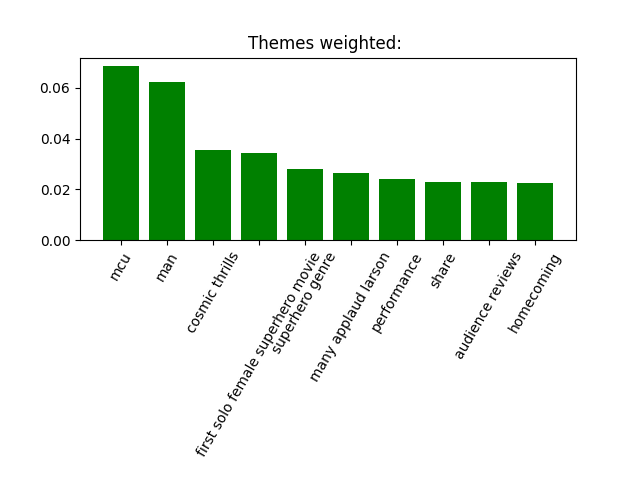 Themes weighted:
0.06
0.04
0.02
0.00
mcu
man
cosmic thrills
first solo female superhero movie
superhero genre
many applaud larson
performance
share
audience reviews
homecoming